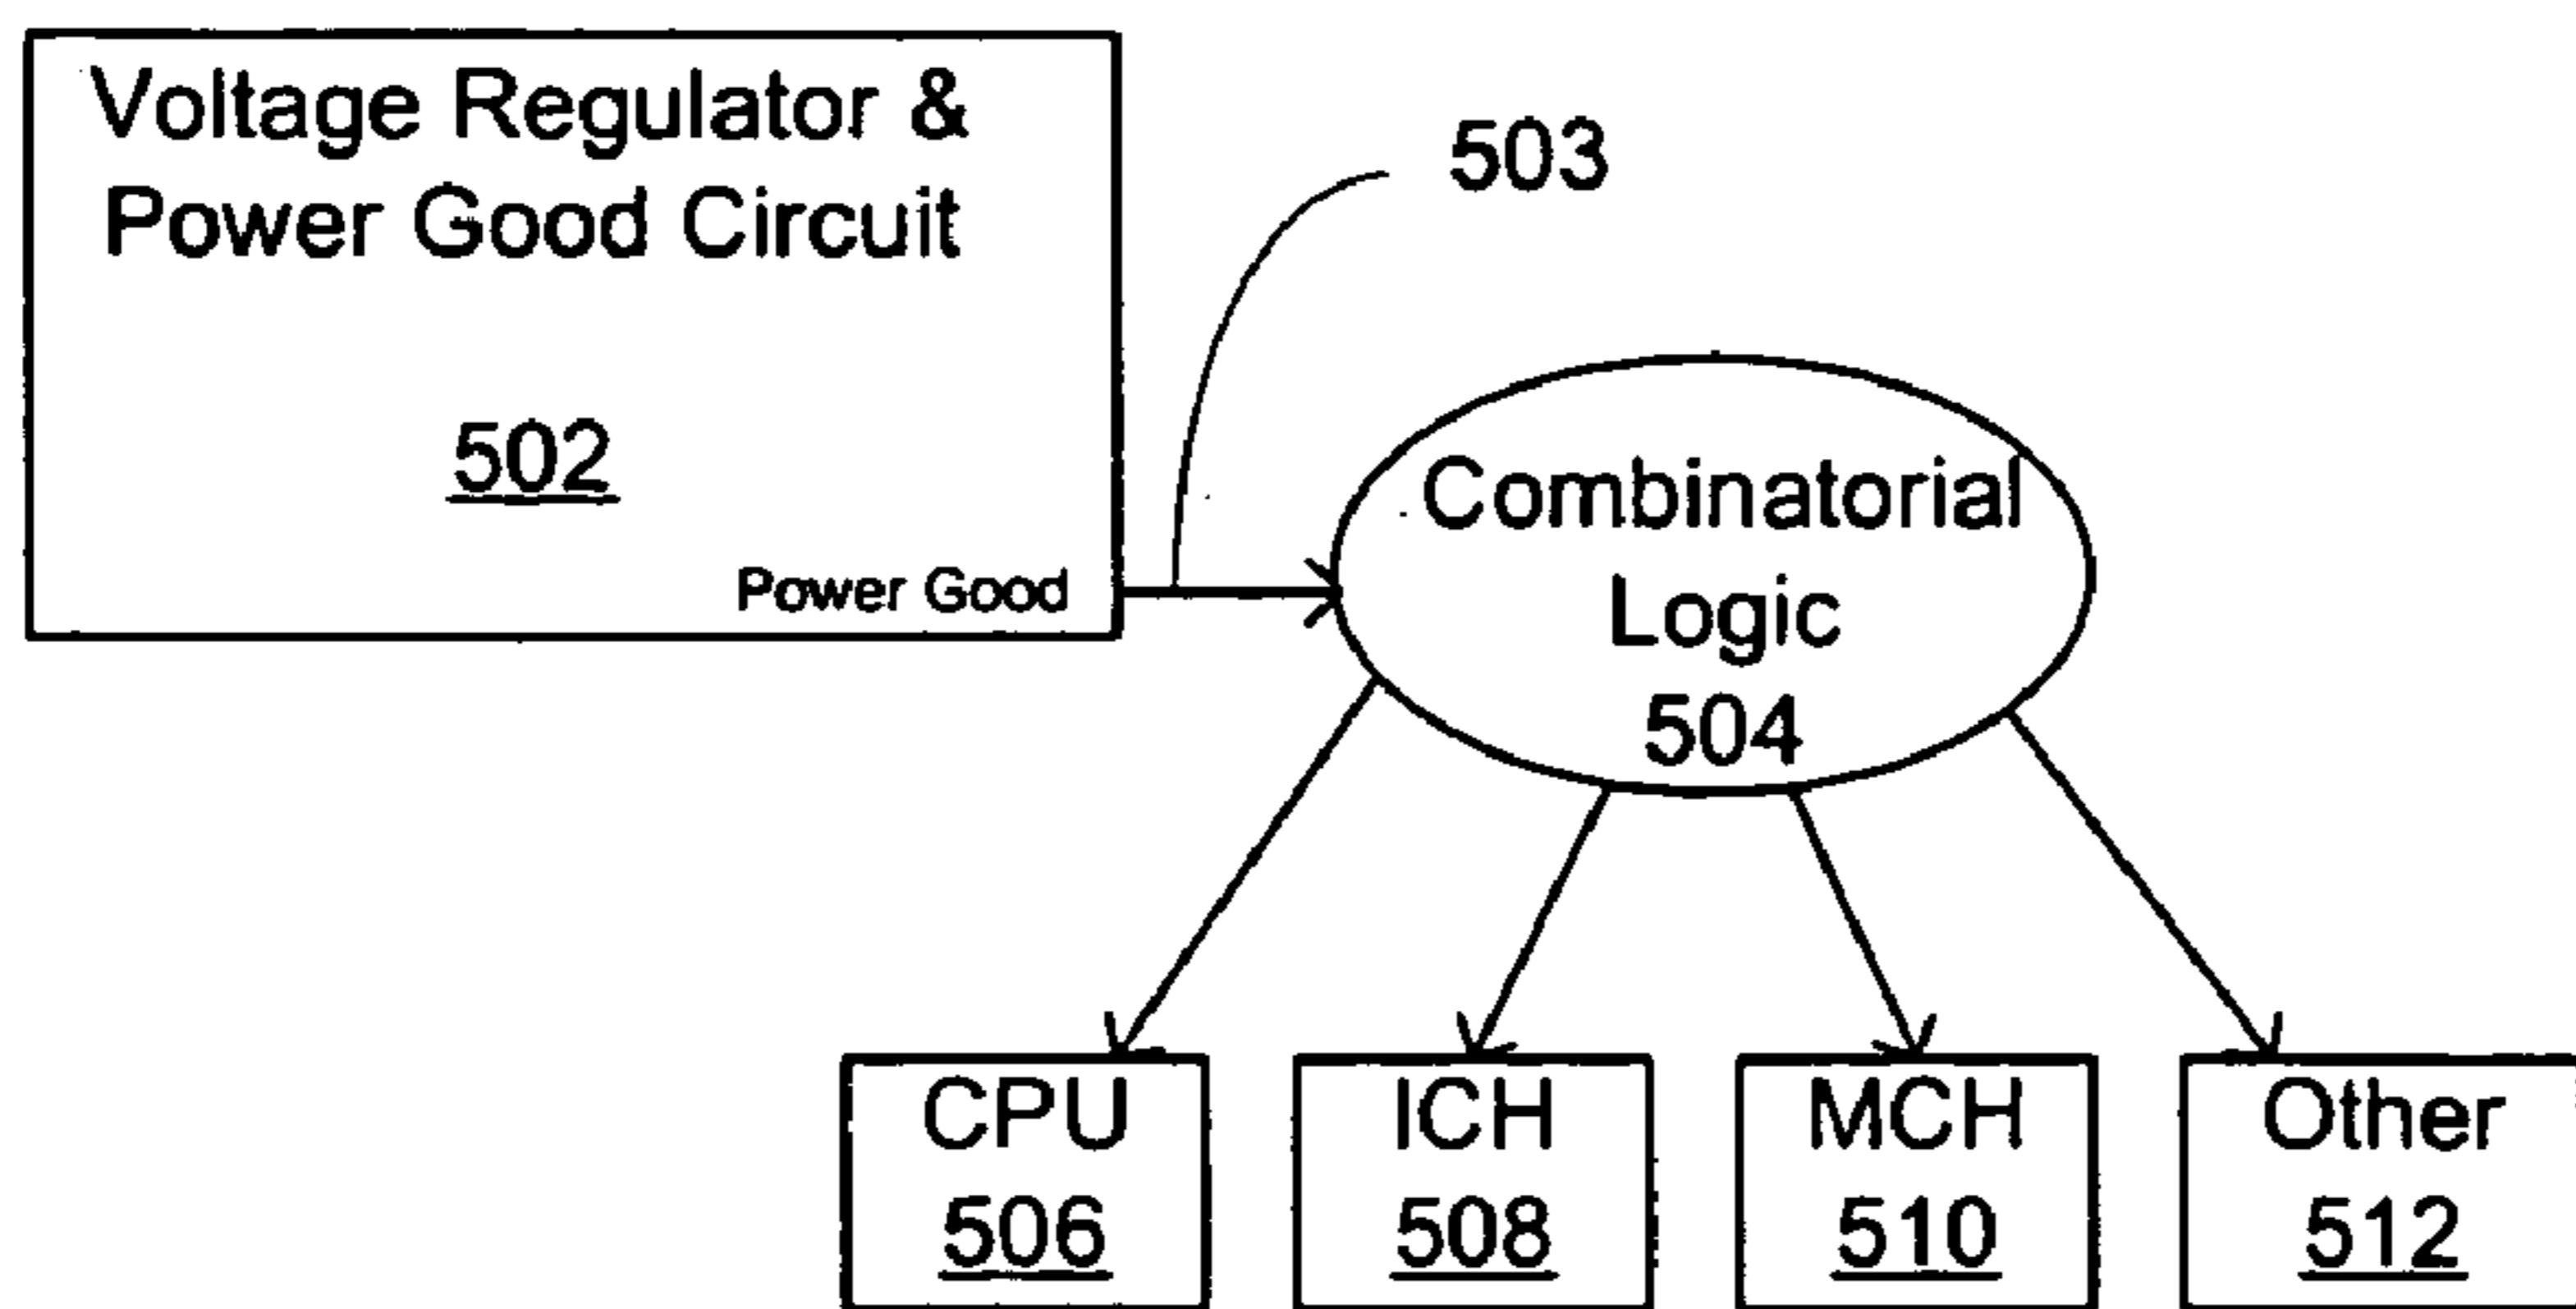 Voltage Regulator &
Power Good Circuit
502
Power Good
503
Combinatorial
Logic
504
CPU
506
ICH
508
MCH
510
Other
512